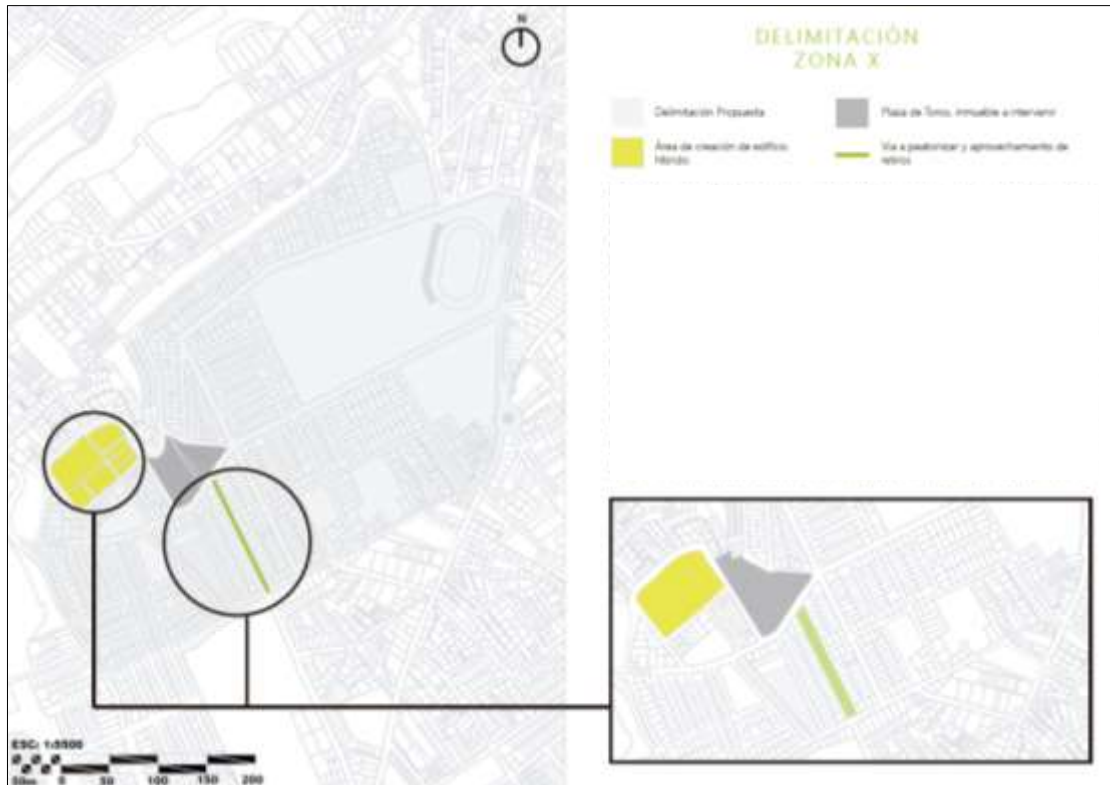 N
DELIMITACIÓN
ZONA X
Delimitación Propuesta
Plaza de Toros, inmueble a intervenir
Área de creación de edificio
híbrido
Vía a peatonizar y aprovechamiento de
retiros
ESC: 1:5500
50m 0 50 100 150 200